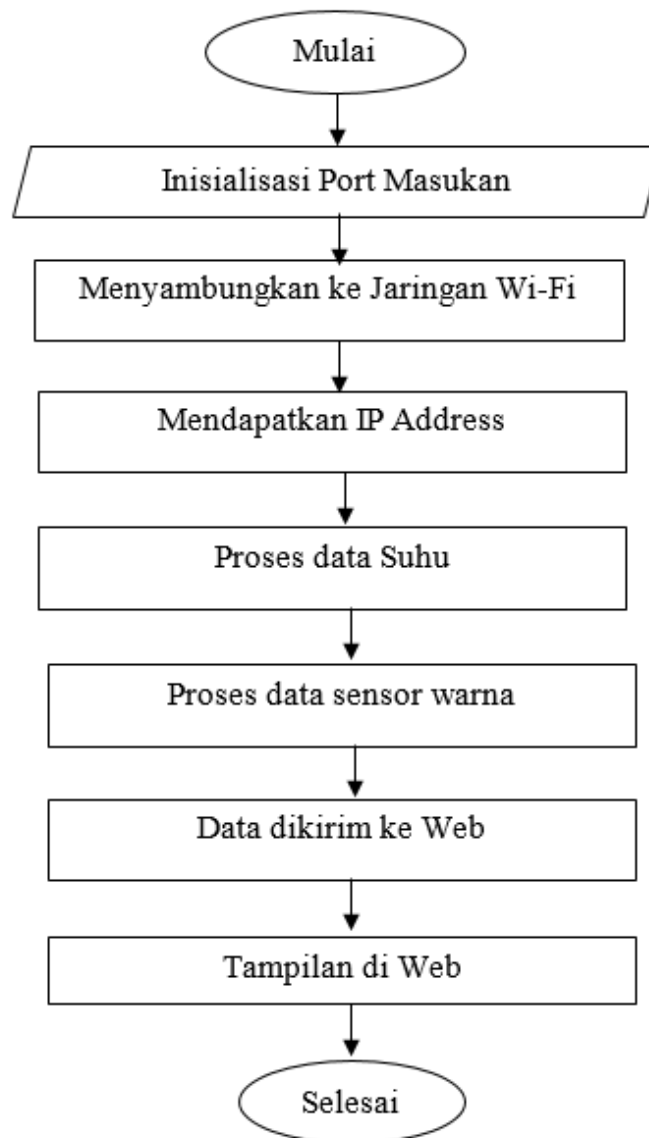 Mulai
Inisialisasi Port Masukan
Menyambungkan ke Jaringan Wi-Fi
Mendapatkan IP Address
Proses data Suhu
Proses data sensor warna
Data dikirim ke Web
Tampilan di Web
Selesai